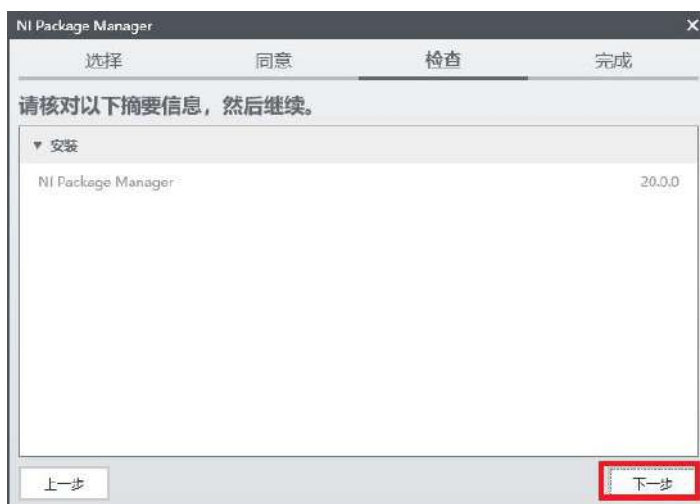 NI Package Manager
选择 同意 检查 完成
请核对以下摘要信息，然后继续。
安装
NI Package Manager 20.0.0
上一步 下一步